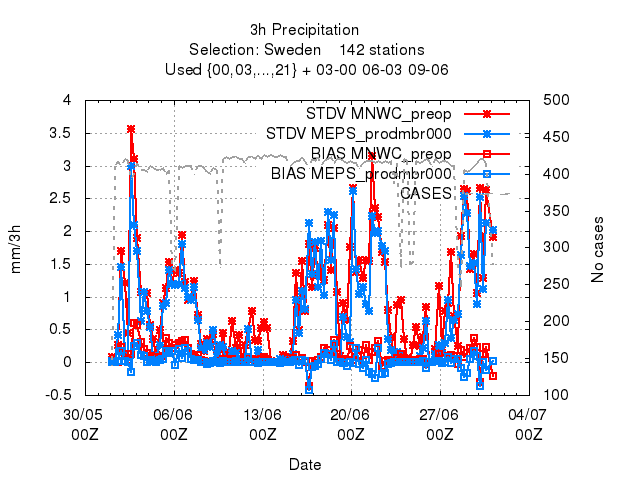 3h Precipitation
Selection: Sweden    142 stations
Used {00,03,...,21} + 03-00 06-03 09-06
STDV MNWC_preop
STDV MEPS_prodmbr000
BIAS MNWC_preop
BIAS MEPS_prodmbr000
CASES
mm/3h
4
3.5
3
2.5
2
1.5
1
0.5
0
-0.5
500
450
400
350
300
250
200
150
100
No cases
30/05 06/06 13/06 20/06 27/06 04/07
00Z 00Z 00Z 00Z 00Z 00Z
Date